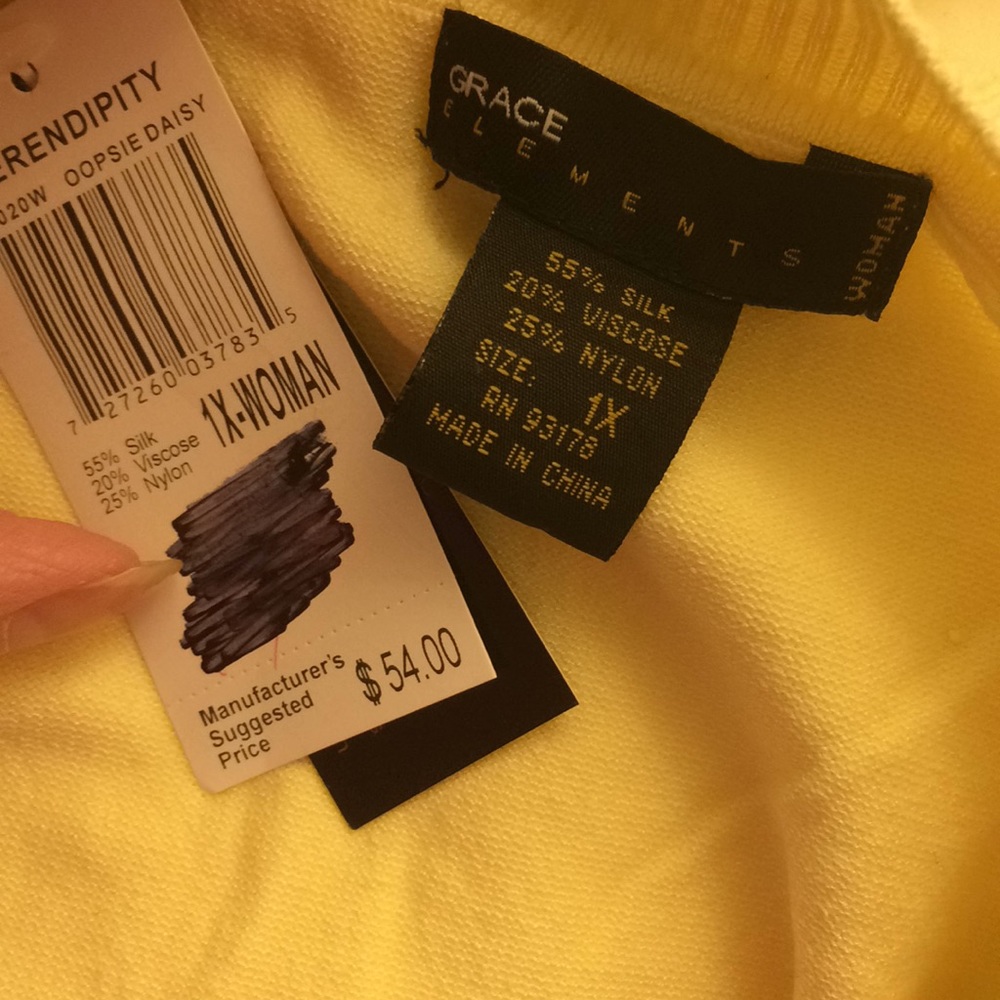 ERENDIPITY
020W OOPSIE DAISY
7 27260 03783 5
1X-WOMAN
55% Silk
20% Viscose
25% Nylon
Manufacturer's
Suggested
Price
$54.00
GRACE
ELEMENTS
WOMAN
55% SILK
20% VISCOSE
25% NYLON
SIZE:
1X
RN 93178
MADE IN CHINA